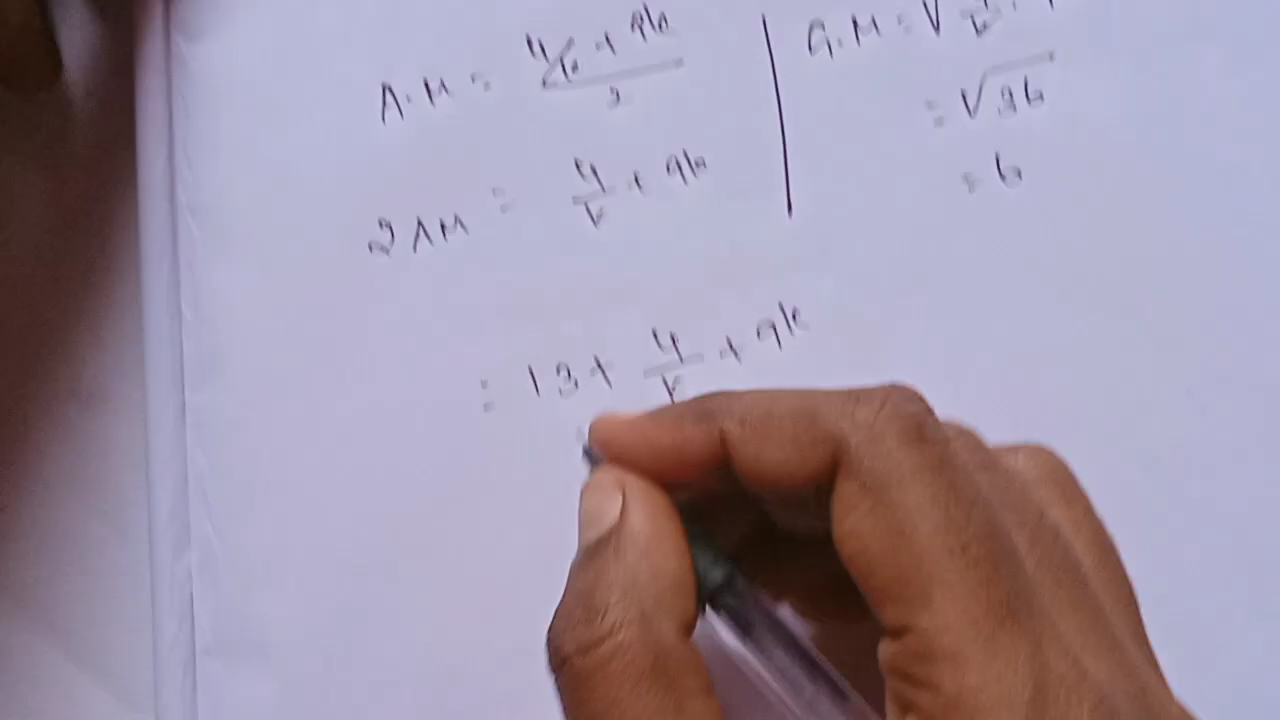 A.M = (4/k + 9k)/2
2AM = 4/k + 9k
= 13 + 4/k + 9k
G.M = √
= √36
= 6